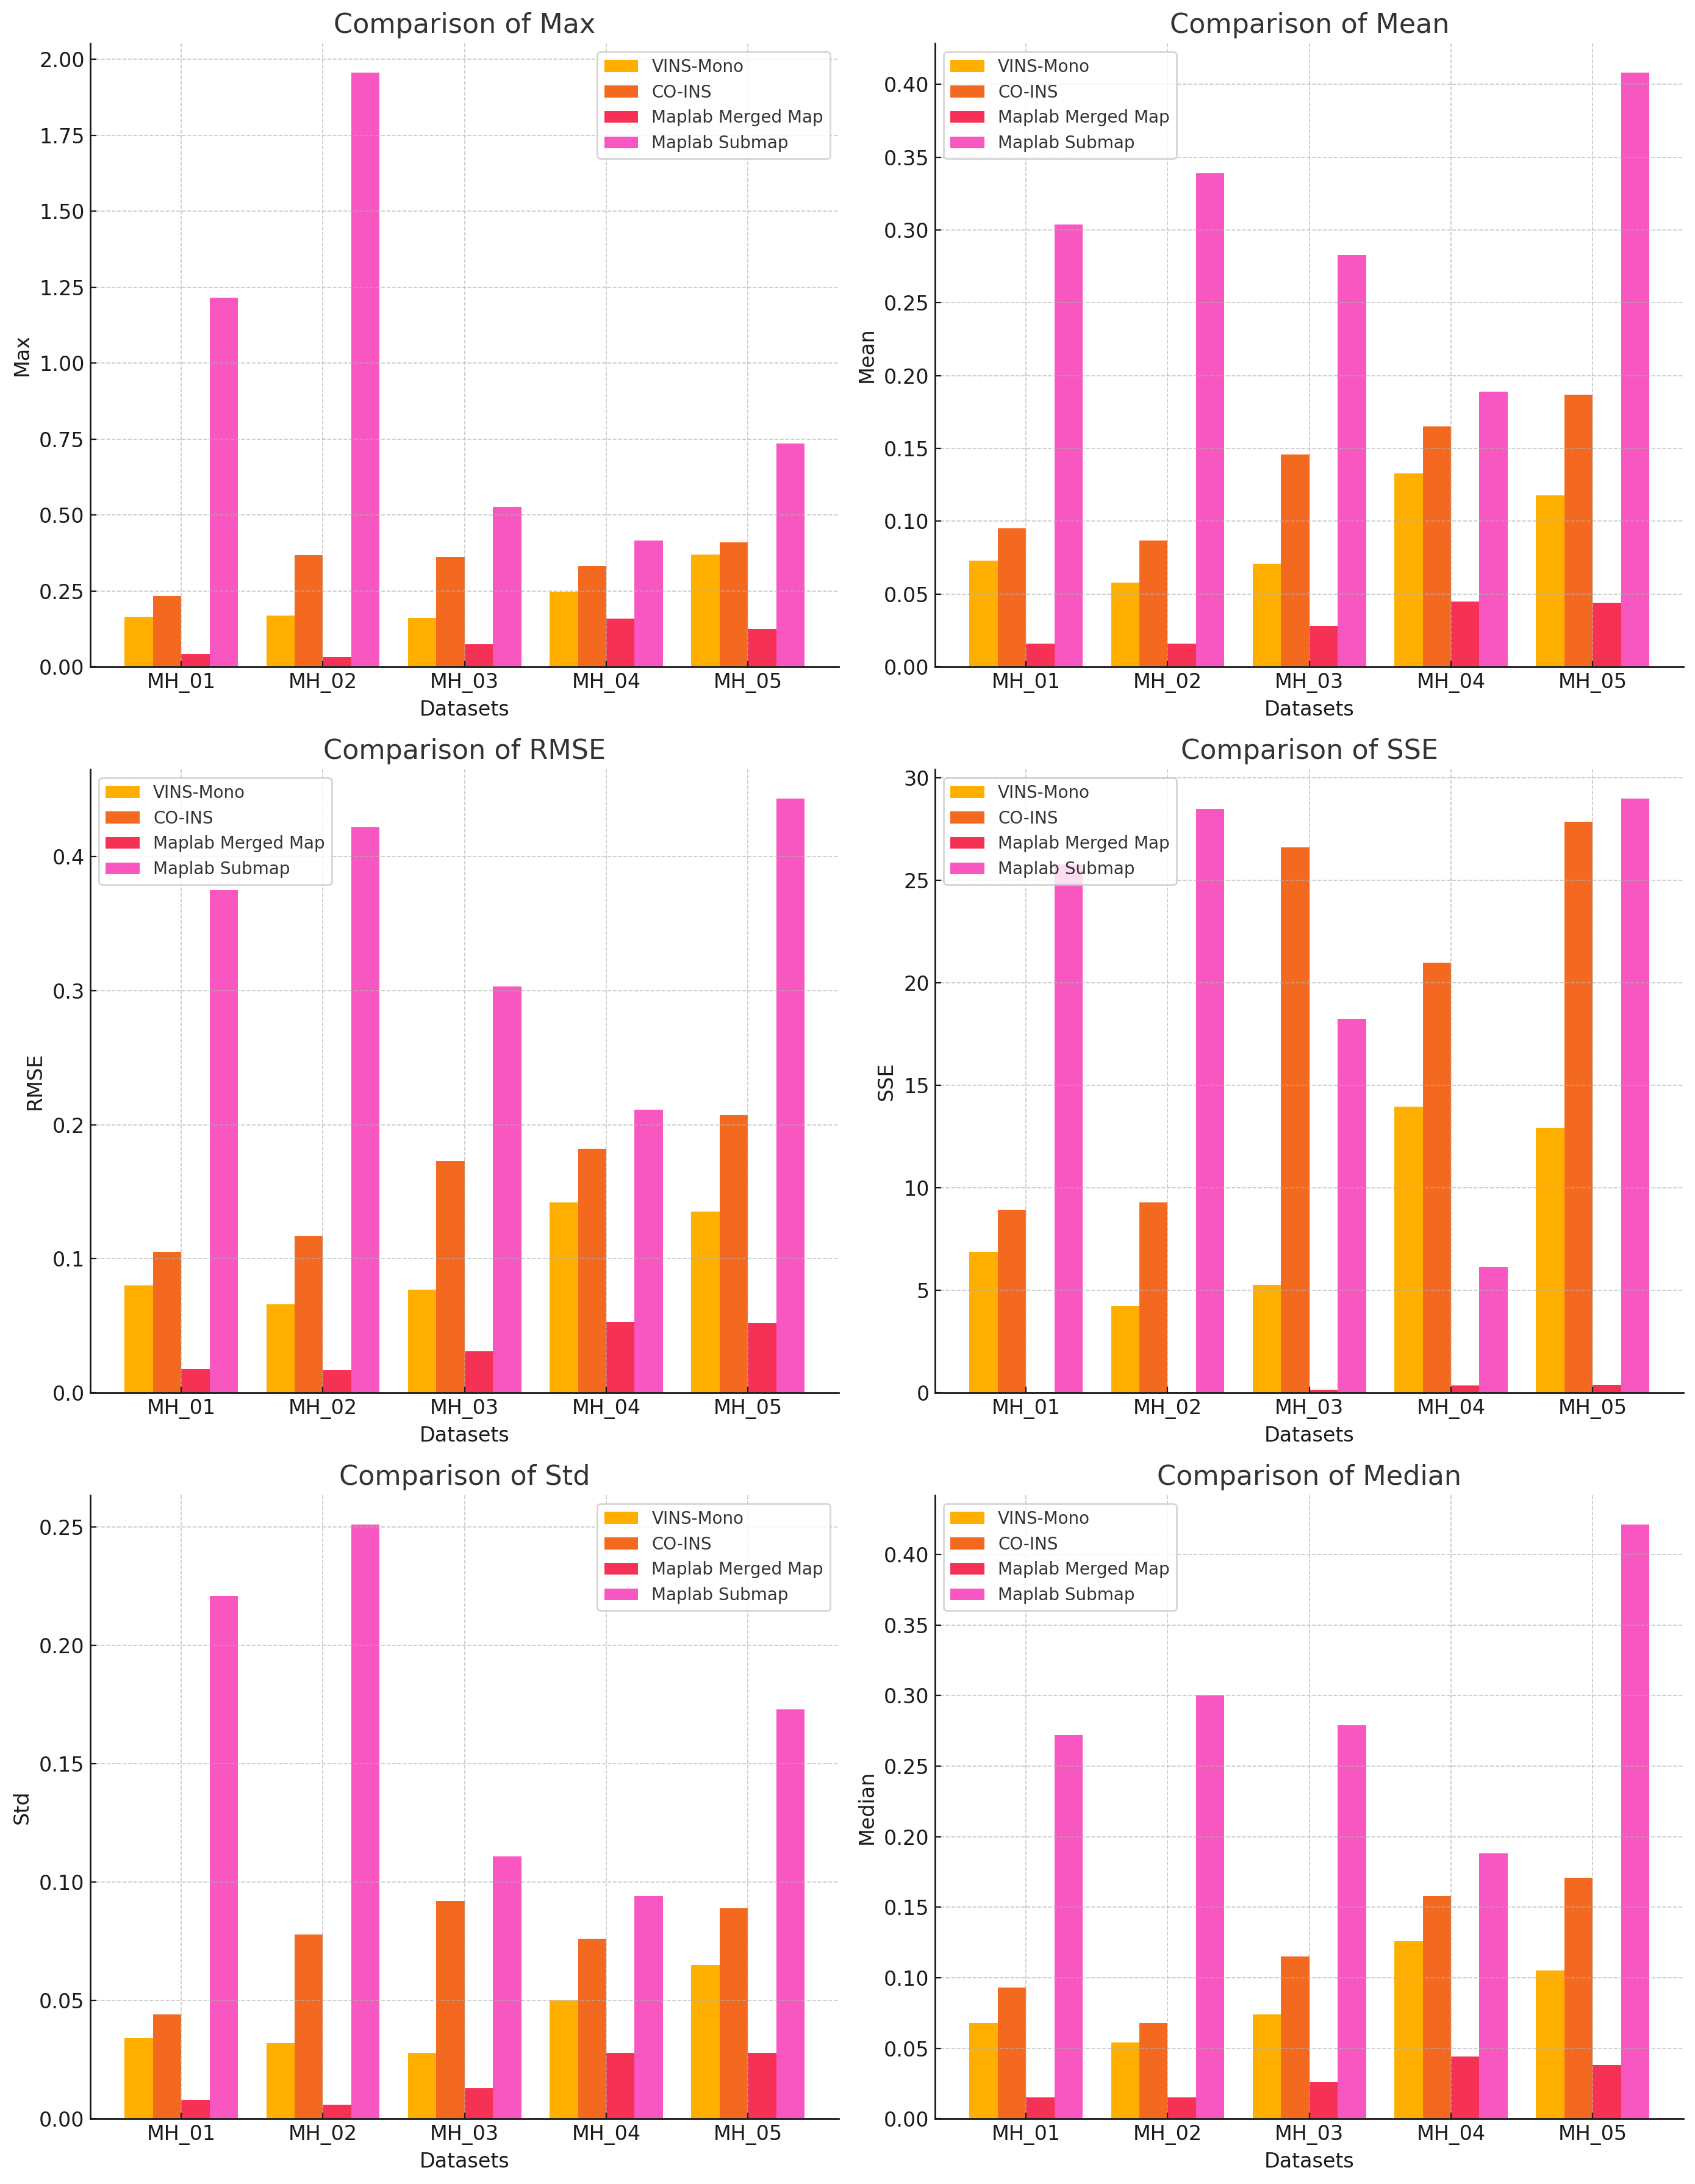 Comparison of Max
2.00
1.75
1.50
1.25
1.00
0.75
0.50
0.25
0.00
Max
VINS-Mono
CO-INS
Maplab Merged Map
Maplab Submap
MH_01 MH_02 MH_03 MH_04 MH_05
Datasets
Comparison of Mean
0.40
0.35
0.30
0.25
0.20
0.15
0.10
0.05
0.00
Mean
VINS-Mono
CO-INS
Maplab Merged Map
Maplab Submap
MH_01 MH_02 MH_03 MH_04 MH_05
Datasets
Comparison of RMSE
0.4
0.3
0.2
0.1
0.0
RMSE
VINS-Mono
CO-INS
Maplab Merged Map
Maplab Submap
MH_01 MH_02 MH_03 MH_04 MH_05
Datasets
Comparison of SSE
30
25
20
15
10
5
0
SSE
VINS-Mono
CO-INS
Maplab Merged Map
Maplab Submap
MH_01 MH_02 MH_03 MH_04 MH_05
Datasets
Comparison of Std
0.25
0.20
0.15
0.10
0.05
0.00
Std
VINS-Mono
CO-INS
Maplab Merged Map
Maplab Submap
MH_01 MH_02 MH_03 MH_04 MH_05
Datasets
Comparison of Median
0.40
0.35
0.30
0.25
0.20
0.15
0.10
0.05
0.00
Median
VINS-Mono
CO-INS
Maplab Merged Map
Maplab Submap
MH_01 MH_02 MH_03 MH_04 MH_05
Datasets